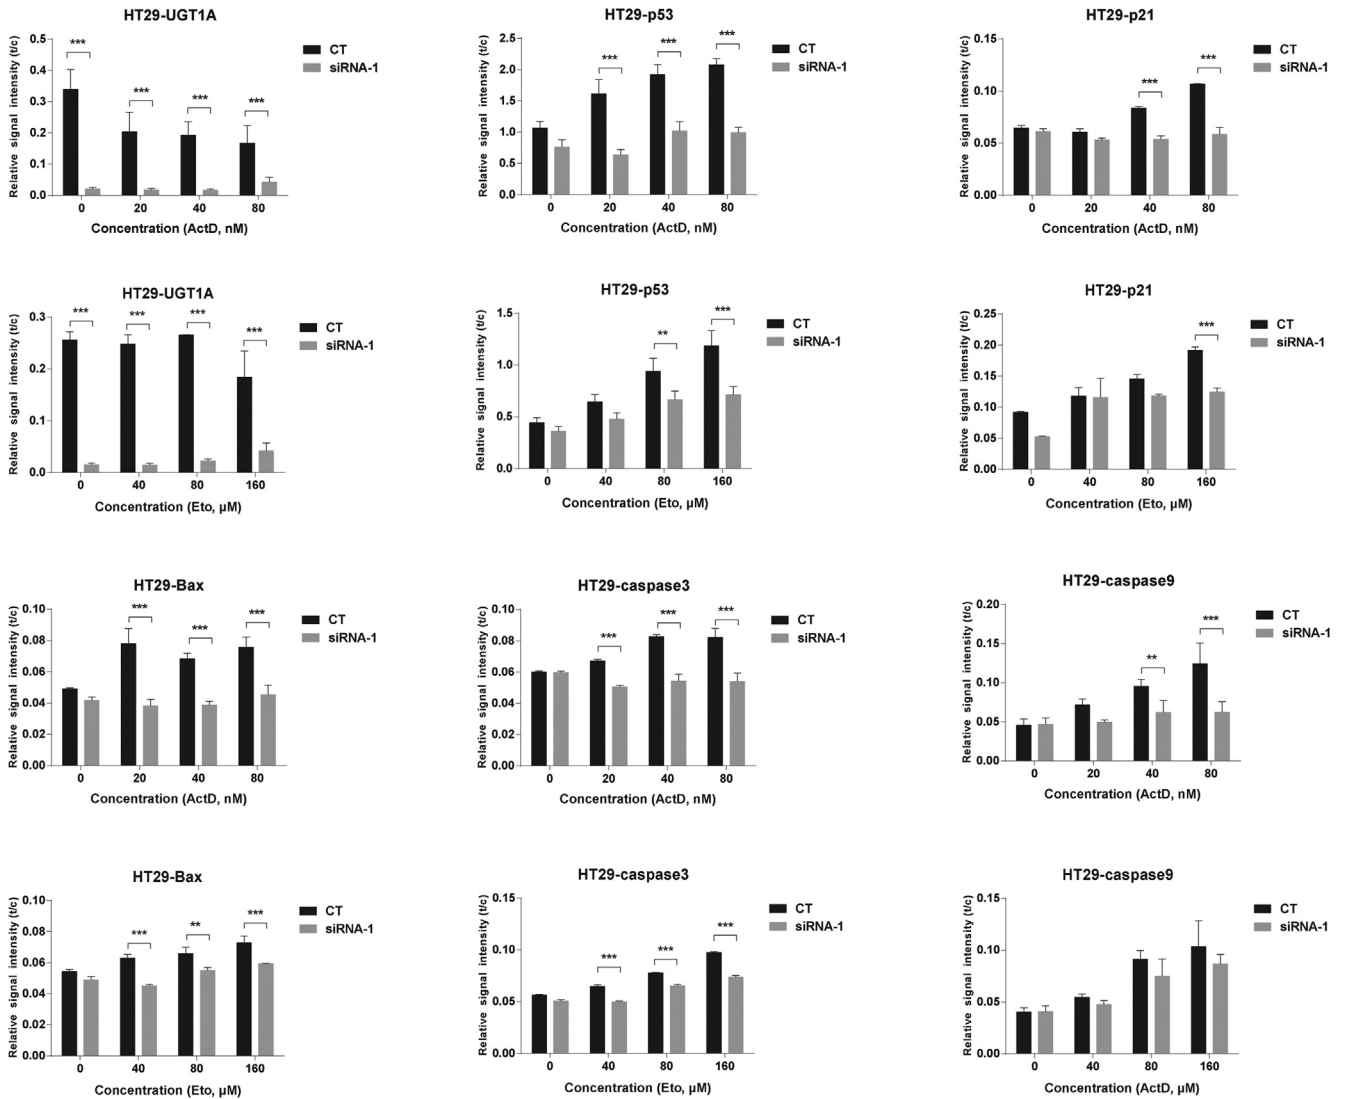 HT29-UGT1A
***
***
***
***
CT
siRNA-1
Relative signal intensity (t/c)
0.5
0.4
0.3
0.2
0.1
0.0
0 20 40 80
Concentration (ActD, nM)
HT29-p53
***
***
***
CT
siRNA-1
Relative signal intensity (t/c)
2.5
2.0
1.5
1.0
0.5
0.0
0 20 40 80
Concentration (ActD, nM)
HT29-p21
***
***
CT
siRNA-1
Relative signal intensity (t/c)
0.15
0.10
0.05
0.00
0 20 40 80
Concentration (ActD, nM)
HT29-UGT1A
***
***
***
***
CT
siRNA-1
Relative signal intensity (t/c)
0.3
0.2
0.1
0.0
0 40 80 160
Concentration (Eto, µM)
HT29-p53
**
***
CT
siRNA-1
Relative signal intensity (t/c)
1.5
1.0
0.5
0.0
0 40 80 160
Concentration (Eto, µM)
HT29-p21
***
CT
siRNA-1
Relative signal intensity (t/c)
0.25
0.20
0.15
0.10
0.05
0.00
0 40 80 160
Concentration (Eto, µM)
HT29-Bax
***
***
***
CT
siRNA-1
Relative signal intensity (t/c)
0.10
0.08
0.06
0.04
0.02
0.00
0 20 40 80
Concentration (ActD, nM)
HT29-caspase3
***
***
***
CT
siRNA-1
Relative signal intensity (t/c)
0.10
0.08
0.06
0.04
0.02
0.00
0 20 40 80
Concentration (ActD, nM)
HT29-caspase9
**
***
CT
siRNA-1
Relative signal intensity (t/c)
0.20
0.15
0.10
0.05
0.00
0 20 40 80
Concentration (ActD, nM)
HT29-Bax
***
**
***
CT
siRNA-1
Relative signal intensity (t/c)
0.10
0.08
0.06
0.04
0.02
0.00
0 40 80 160
Concentration (Eto, µM)
HT29-caspase3
***
***
***
CT
siRNA-1
Relative signal intensity (t/c)
0.15
0.10
0.05
0.00
0 40 80 160
Concentration (Eto, µM)
HT29-caspase9
CT
siRNA-1
Relative signal intensity (t/c)
0.15
0.10
0.05
0.00
0 40 80 160
Concentration (ActD, µM)